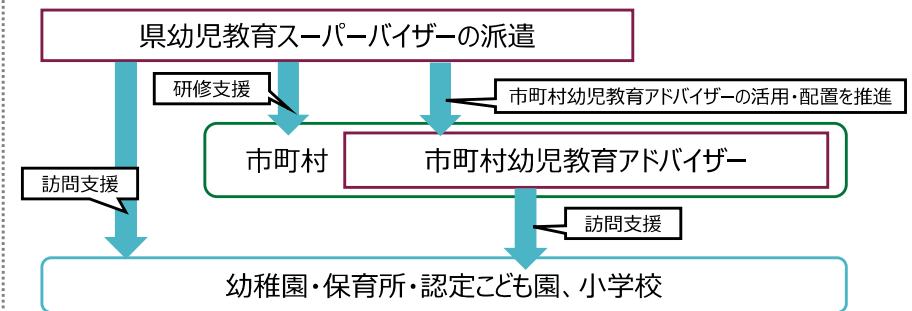 県幼児教育スーパーバイザーの派遣
研修支援
市町村幼児教育アドバイザーの活用・配置を推進
市町村
市町村幼児教育アドバイザー
訪問支援
訪問支援
幼稚園・保育所・認定こども園、小学校